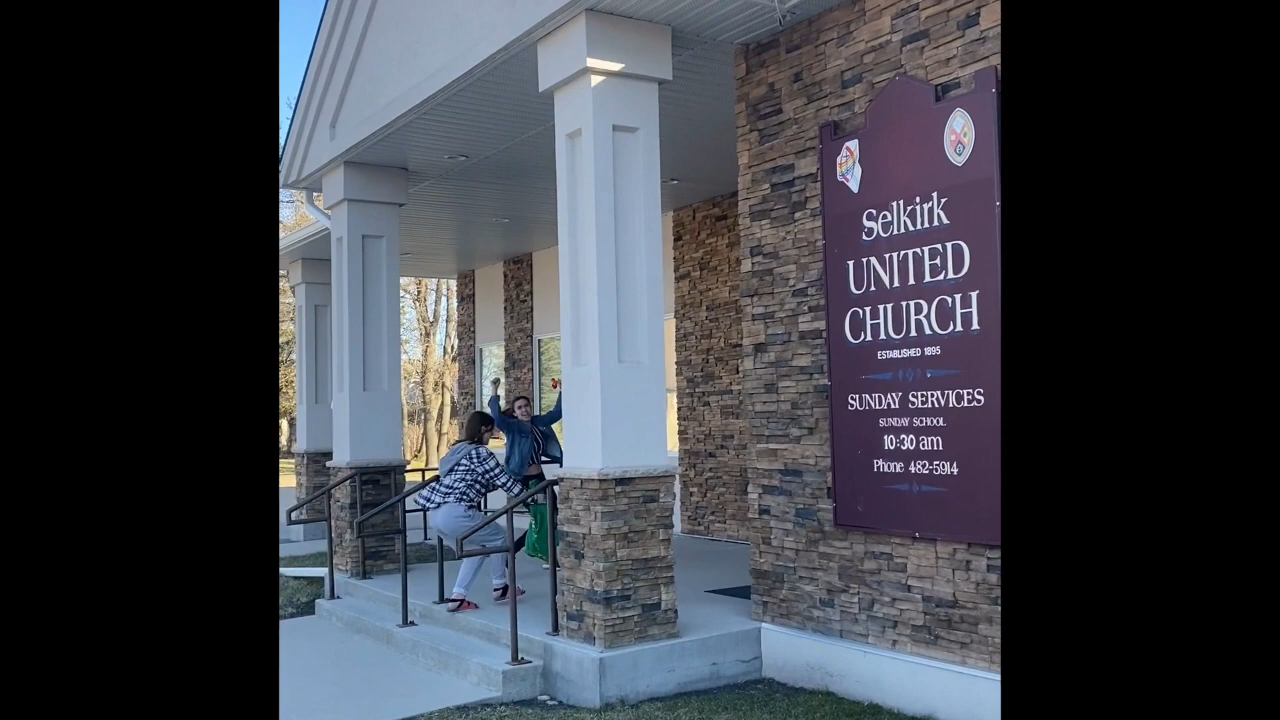 Selkirk
UNITED
CHURCH
ESTABLISHED 1895
SUNDAY SERVICES
SUNDAY SCHOOL
10:30 am
Phone 482-5914